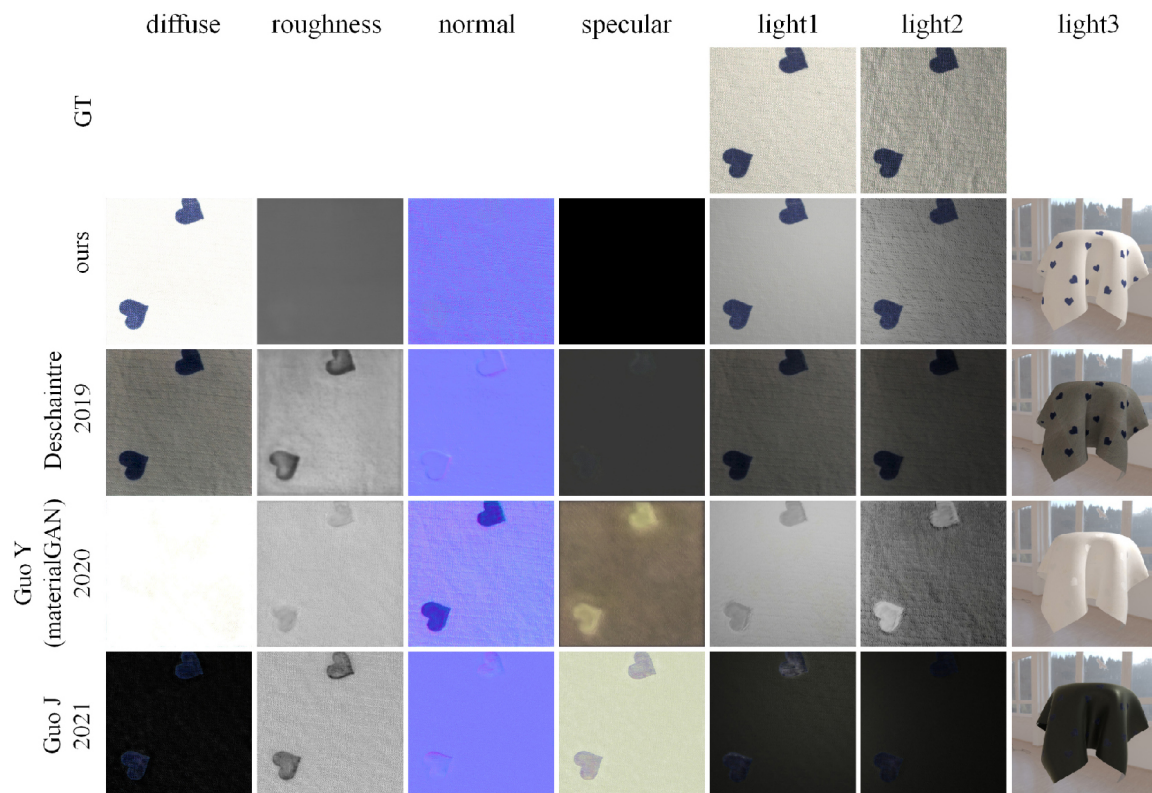 diffuse roughness normal specular light1 light2 light3
GT
ours
Deschaintre
2019
Guo Y
(materialGAN)
2020
Guo J
2021